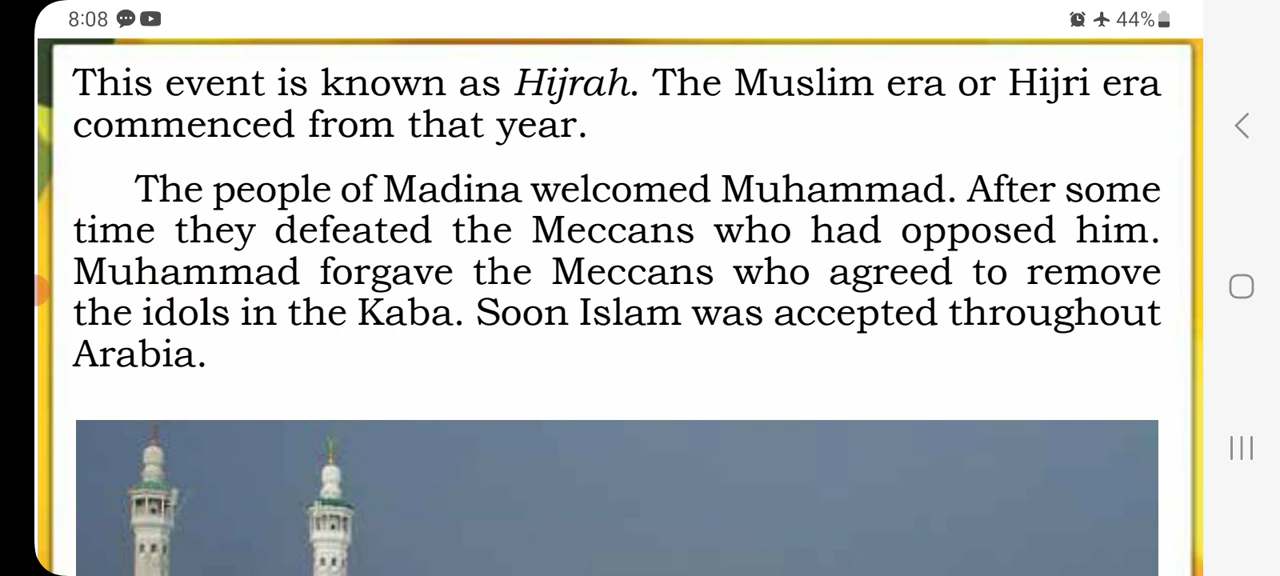 8:08
44%
This event is known as Hijrah. The Muslim era or Hijri era
commenced from that year.
The people of Madina welcomed Muhammad. After some
time they defeated the Meccans who had opposed him.
Muhammad forgave the Meccans who agreed to remove
the idols in the Kaba. Soon Islam was accepted throughout
Arabia.